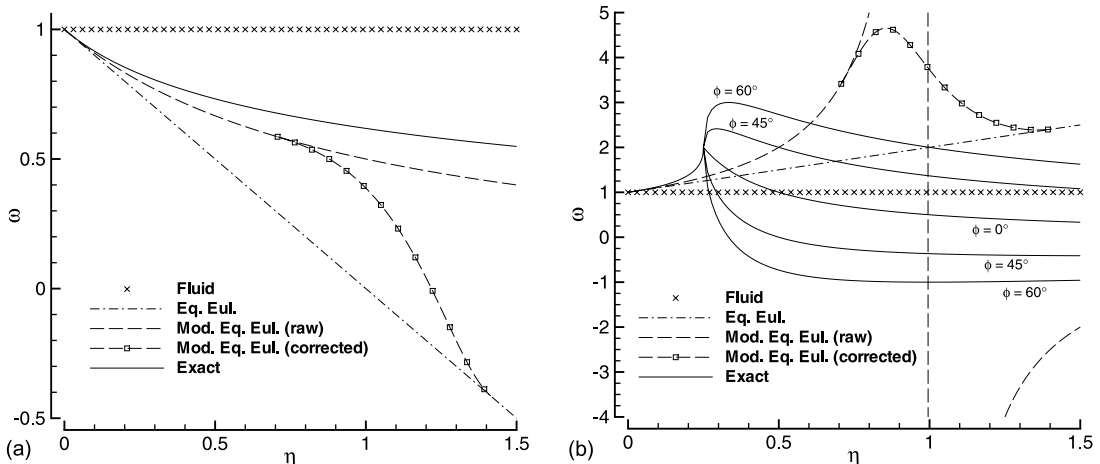 1
0.5
0
-0.5
ω
0
0.5
1
1.5
η
(a)
Fluid
Eq. Eul.
Mod. Eq. Eul. (raw)
Mod. Eq. Eul. (corrected)
Exact
5
4
3
2
1
0
-1
-2
-3
-4
ω
0
0.5
1
1.5
η
(b)
ϕ = 60°
ϕ = 45°
ϕ = 0°
ϕ = 45°
ϕ = 60°
Fluid
Eq. Eul.
Mod. Eq. Eul. (raw)
Mod. Eq. Eul. (corrected)
Exact